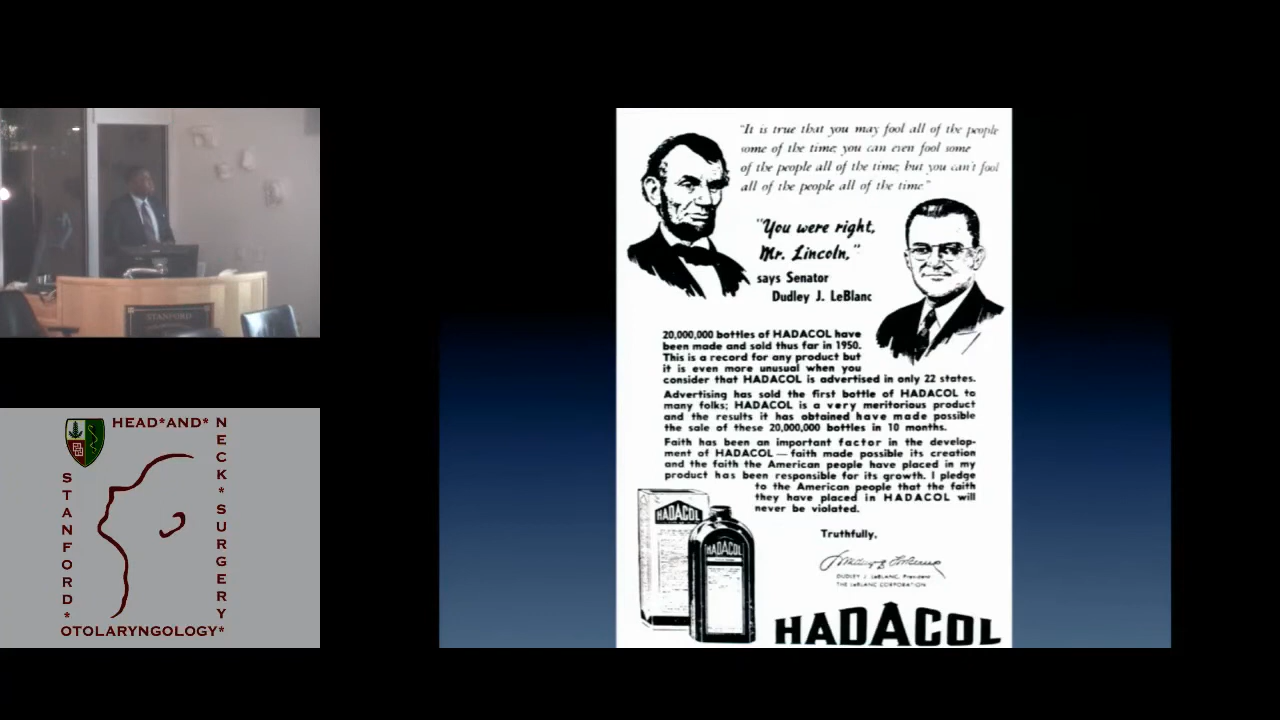 STANFORD
HEAD*AND*
NECK*SURGERY
STANFORD*
OTOLARYNGOLOGY*
"It is true that you may fool all of the people
some of the time; you can even fool some
of the people all of the time; but you can't fool
all of the people all of the time."
"You were right,
Mr. Lincoln,"
says Senator
Dudley J. LeBlanc
20,000,000 bottles of HADACOL have
been made and sold thus far in 1950.
This is a record for any product but
it is even more unusual when you
consider that HADACOL is advertised in only 22 states.
Advertising has sold the first bottle of HADACOL to
many folks; HADACOL is a very meritorious product
and the results it has obtained have made possible
the sale of these 20,000,000 bottles in 10 months.
Faith has been an important factor in the develop-
ment of HADACOL — faith made possible its creation
and the faith the American people have placed in my
product has been responsible for its growth. I pledge
to the American people that the faith
they have placed in HADACOL will
never be violated.
Truthfully,
DUDLEY J. LeBLANC, President
THE LeBLANC CORPORATION
HADACOL
HADACOL
HADACOL